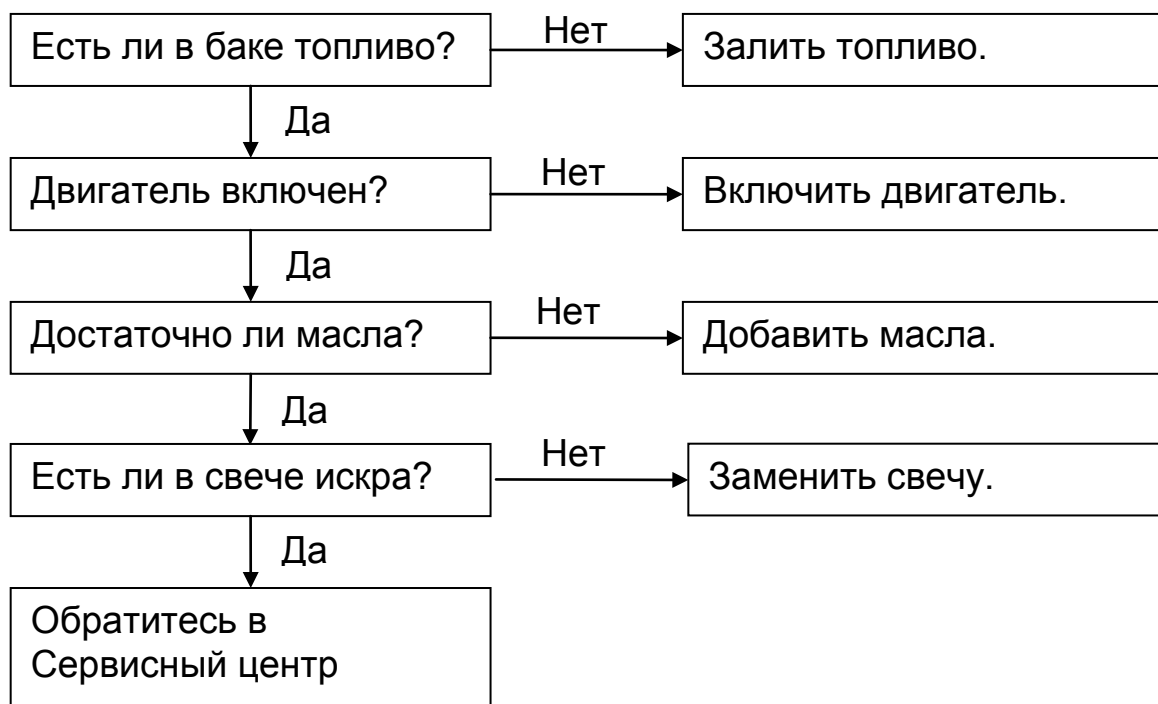 Есть ли в баке топливо?
Нет
Залить топливо.
Да
Двигатель включен?
Нет
Включить двигатель.
Да
Достаточно ли масла?
Нет
Добавить масла.
Да
Есть ли в свече искра?
Нет
Заменить свечу.
Да
Обратитесь в
Сервисный центр